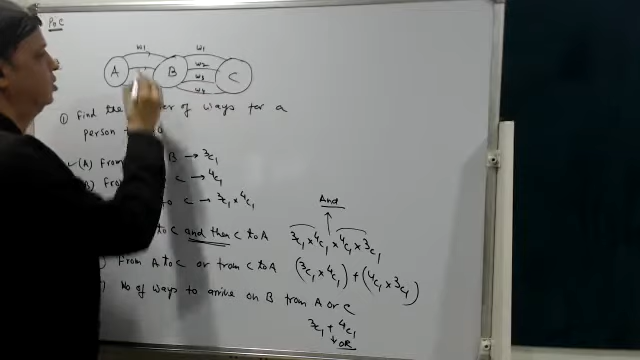 P&C
w1 w1
A B w2 C
w3
w4
① Find the of ways for a
person
(A) From B → ³C₁
From C → ⁴C₁
C → ³C₁ × ⁴C₁
And
to C and then C to A ³C₁ × ⁴C₁ × ⁴C₁ × ³C₁
From A to C or from C to A (³C₁ × ⁴C₁) + (⁴C₁ × ³C₁)
No of ways to arrive on B from A or C
³C₁ + ⁴C₁
↓ OR